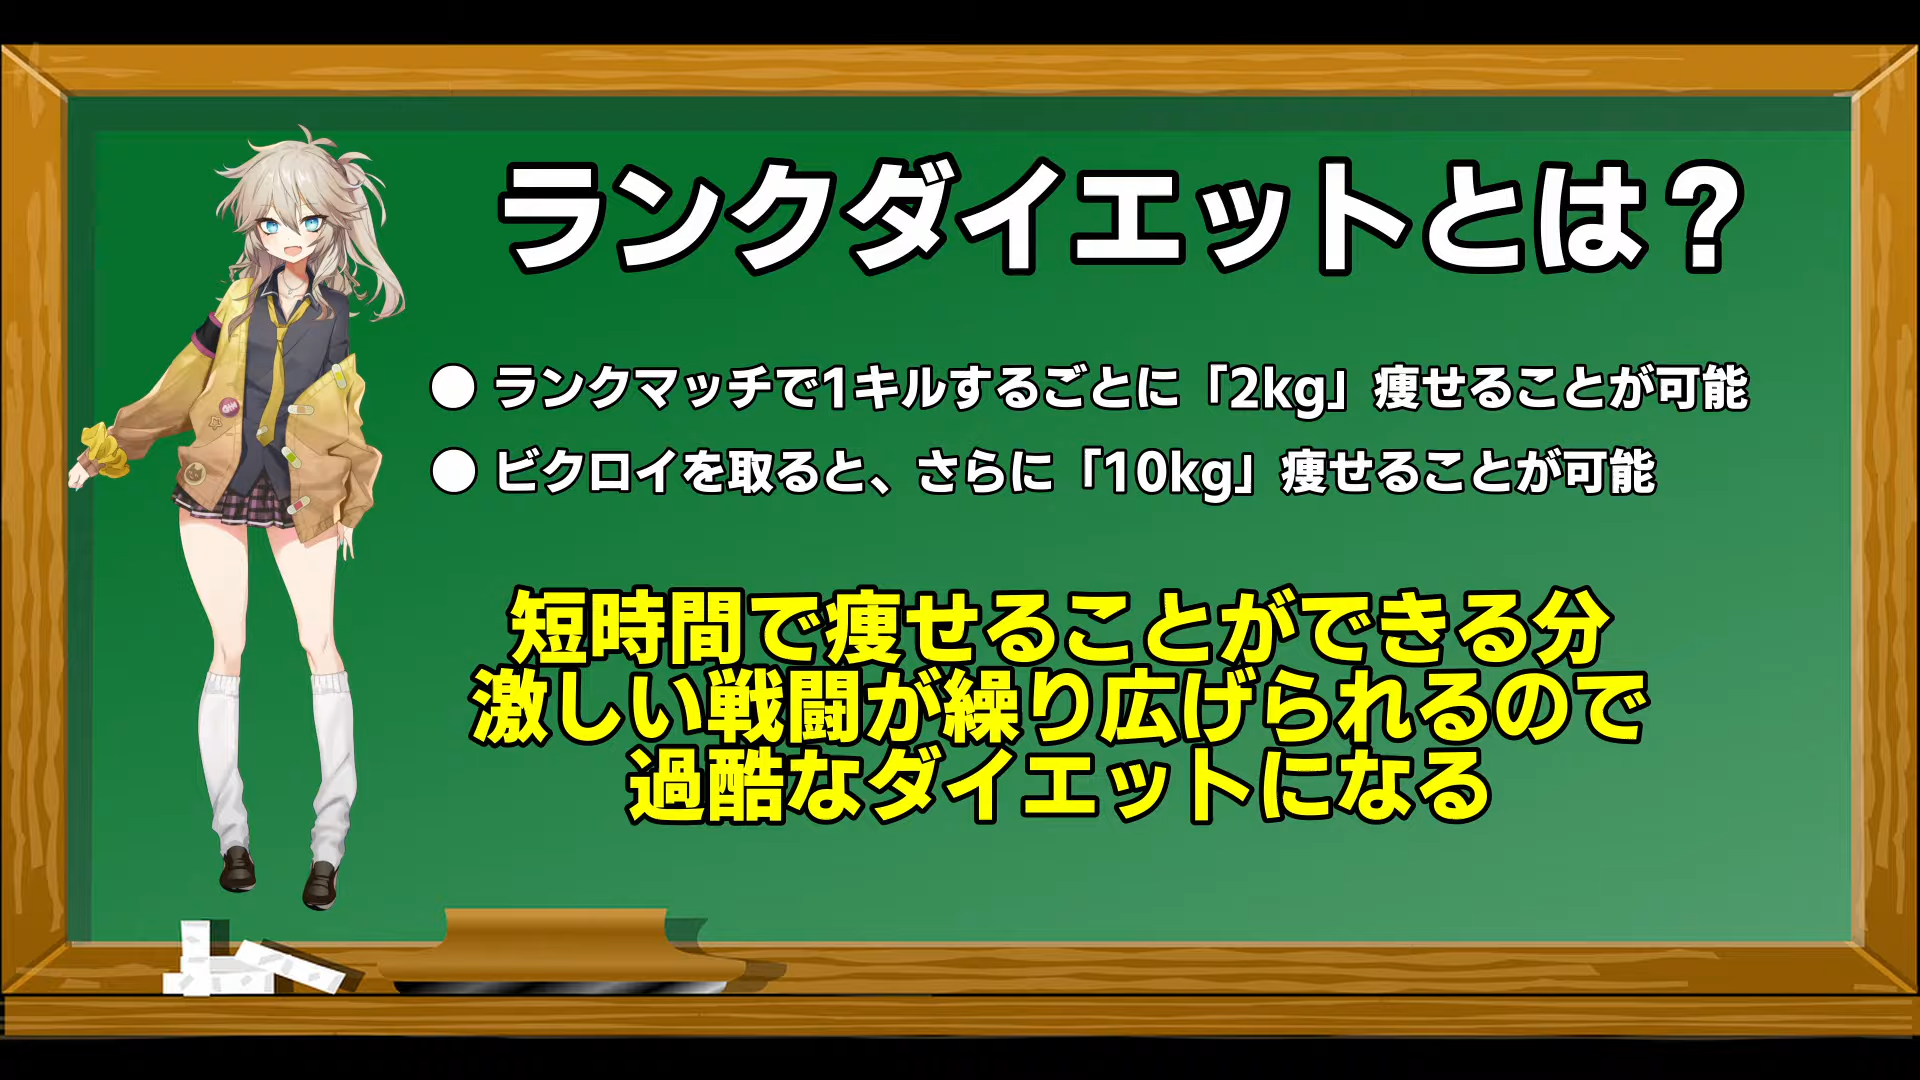 ランクダイエットとは？
● ランクマッチで1キルするごとに「2kg」痩せることが可能
● ビクロイを取ると、さらに「10kg」痩せることが可能
短時間で痩せることができる分
激しい戦闘が繰り広げられるので
過酷なダイエットになる